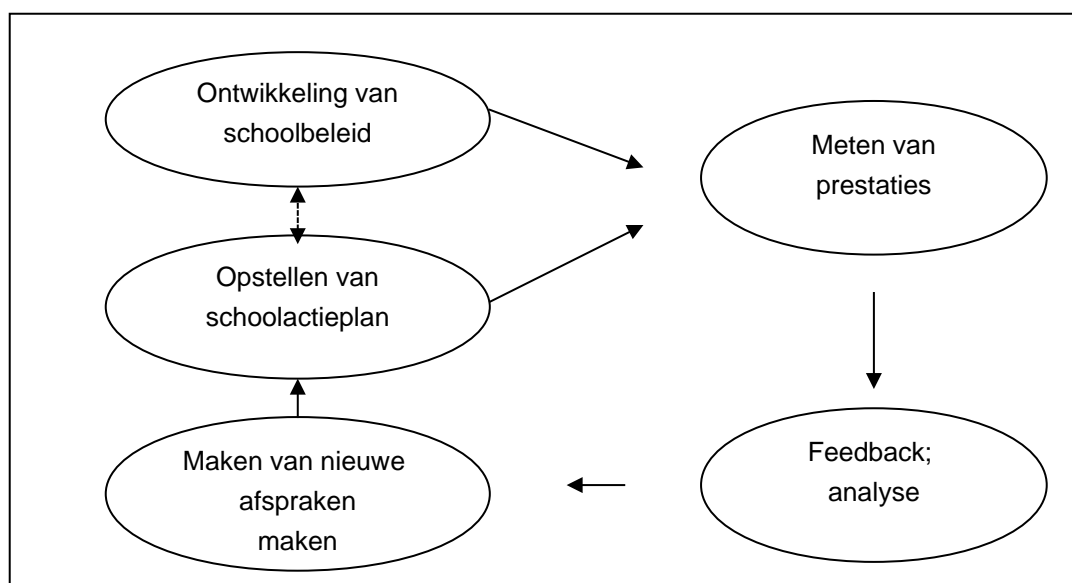 Ontwikkeling van
schoolbeleid
Meten van
prestaties
Opstellen van
schoolactieplan
Maken van nieuwe
afspraken
maken
Feedback;
analyse